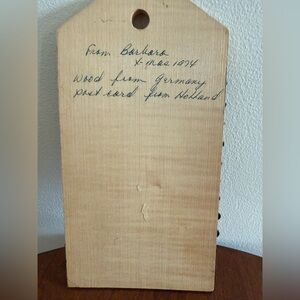 From Barbara
x-mas 1974
Wood from Germany
post card from Holland